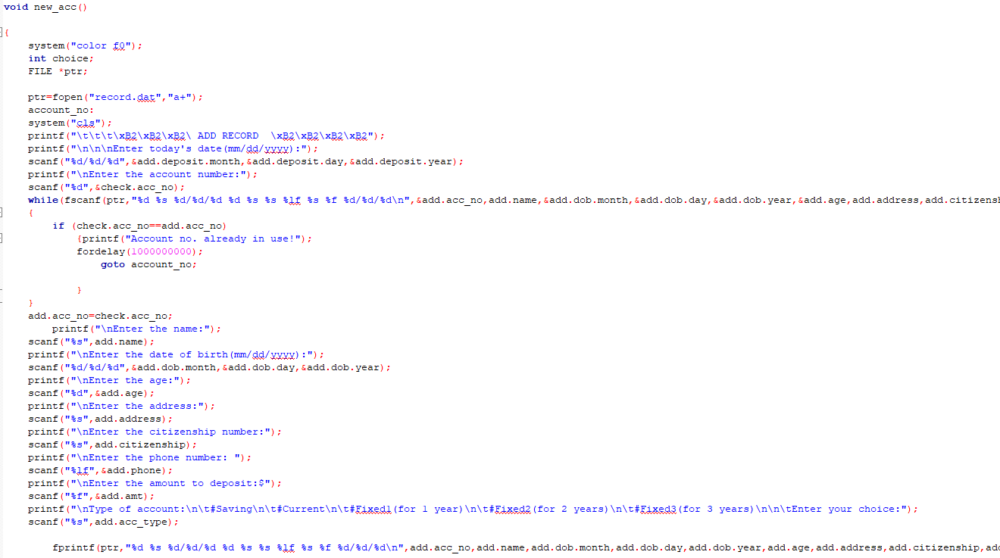 void new_acc()
{
system("color f0");
int choice;
FILE *ptr;
ptr=fopen("record.dat","a+");
account_no:
system("cls");
printf("\t\t\t\xB2\xB2\xB2\ ADD RECORD  \xB2\xB2\xB2\xB2");
printf("\n\n\nEnter today's date(mm/dd/yyyy):");
scanf("%d/%d/%d",&add.deposit.month,&add.deposit.day,&add.deposit.year);
printf("\nEnter the account number:");
scanf("%d",&check.acc_no);
while(fscanf(ptr,"%d %s %d/%d/%d %d %s %s %lf %s %f %d/%d/%d\n",&add.acc_no,add.name,&add.dob.month,&add.dob.day,&add.dob.year,&add.age,add.address,add.citizensh
{
if (check.acc_no==add.acc_no)
{printf("Account no. already in use!");
fordelay(1000000000);
goto account_no;
}
}
add.acc_no=check.acc_no;
printf("\nEnter the name:");
scanf("%s",add.name);
printf("\nEnter the date of birth(mm/dd/yyyy):");
scanf("%d/%d/%d",&add.dob.month,&add.dob.day,&add.dob.year);
printf("\nEnter the age:");
scanf("%d",&add.age);
printf("\nEnter the address:");
scanf("%s",add.address);
printf("\nEnter the citizenship number:");
scanf("%s",add.citizenship);
printf("\nEnter the phone number: ");
scanf("%lf",&add.phone);
printf("\nEnter the amount to deposit:$");
scanf("%f",&add.amt);
printf("\nType of account:\n\t#Saving\n\t#Current\n\t#Fixed1(for 1 year)\n\t#Fixed2(for 2 years)\n\t#Fixed3(for 3 years)\n\n\tEnter your choice:");
scanf("%s",add.acc_type);
fprintf(ptr,"%d %s %d/%d/%d %d %s %s %lf %s %f %d/%d/%d\n",add.acc_no,add.name,add.dob.month,add.dob.day,add.dob.year,add.age,add.address,add.citizenship,add